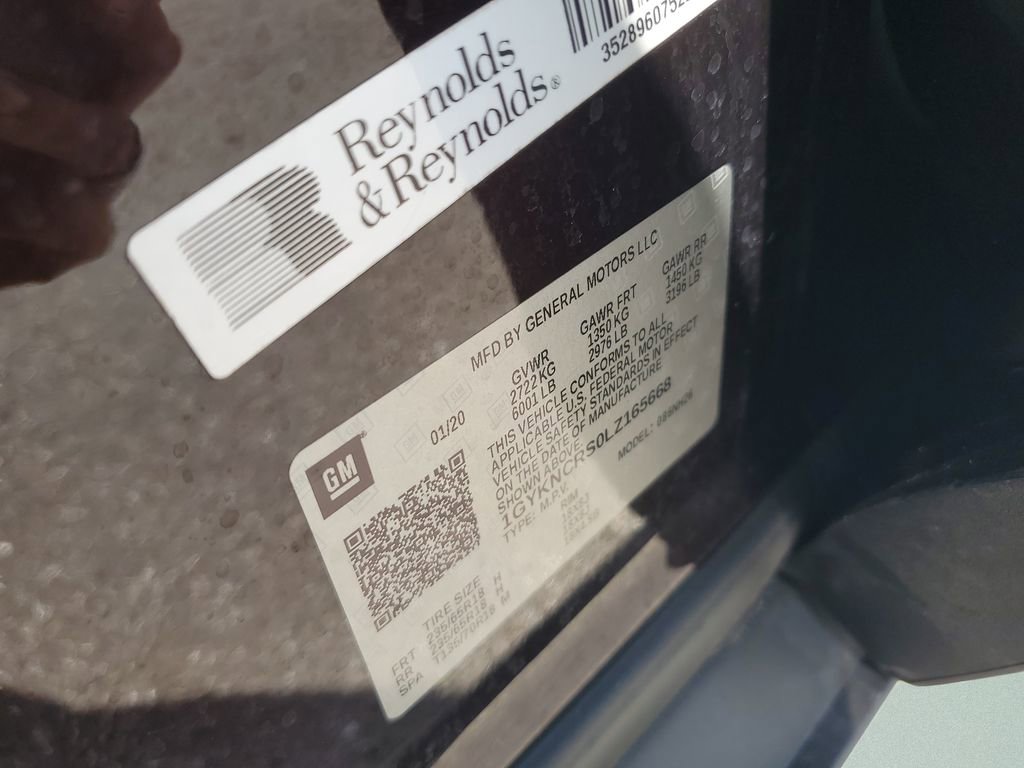 Reynolds
&Reynolds®
GM
01/20
MFD BY GENERAL MOTORS LLC
GVWR
2722 KG
6001 LB
GAWR FRT
1350 KG
2976 LB
GAWR RR
1450 KG
3196 LB
THIS VEHICLE CONFORMS TO ALL
APPLICABLE U.S. FEDERAL MOTOR
VEHICLE SAFETY STANDARDS IN EFFECT
ON THE DATE OF MANUFACTURE
SHOWN ABOVE.
1GYKNCRS0LZ165668
TYPE: M.P.V.
MODEL:
TIRE SIZE
FRT 235/65R18 H
RR 235/65R18 H
SPA T135/70R18 M